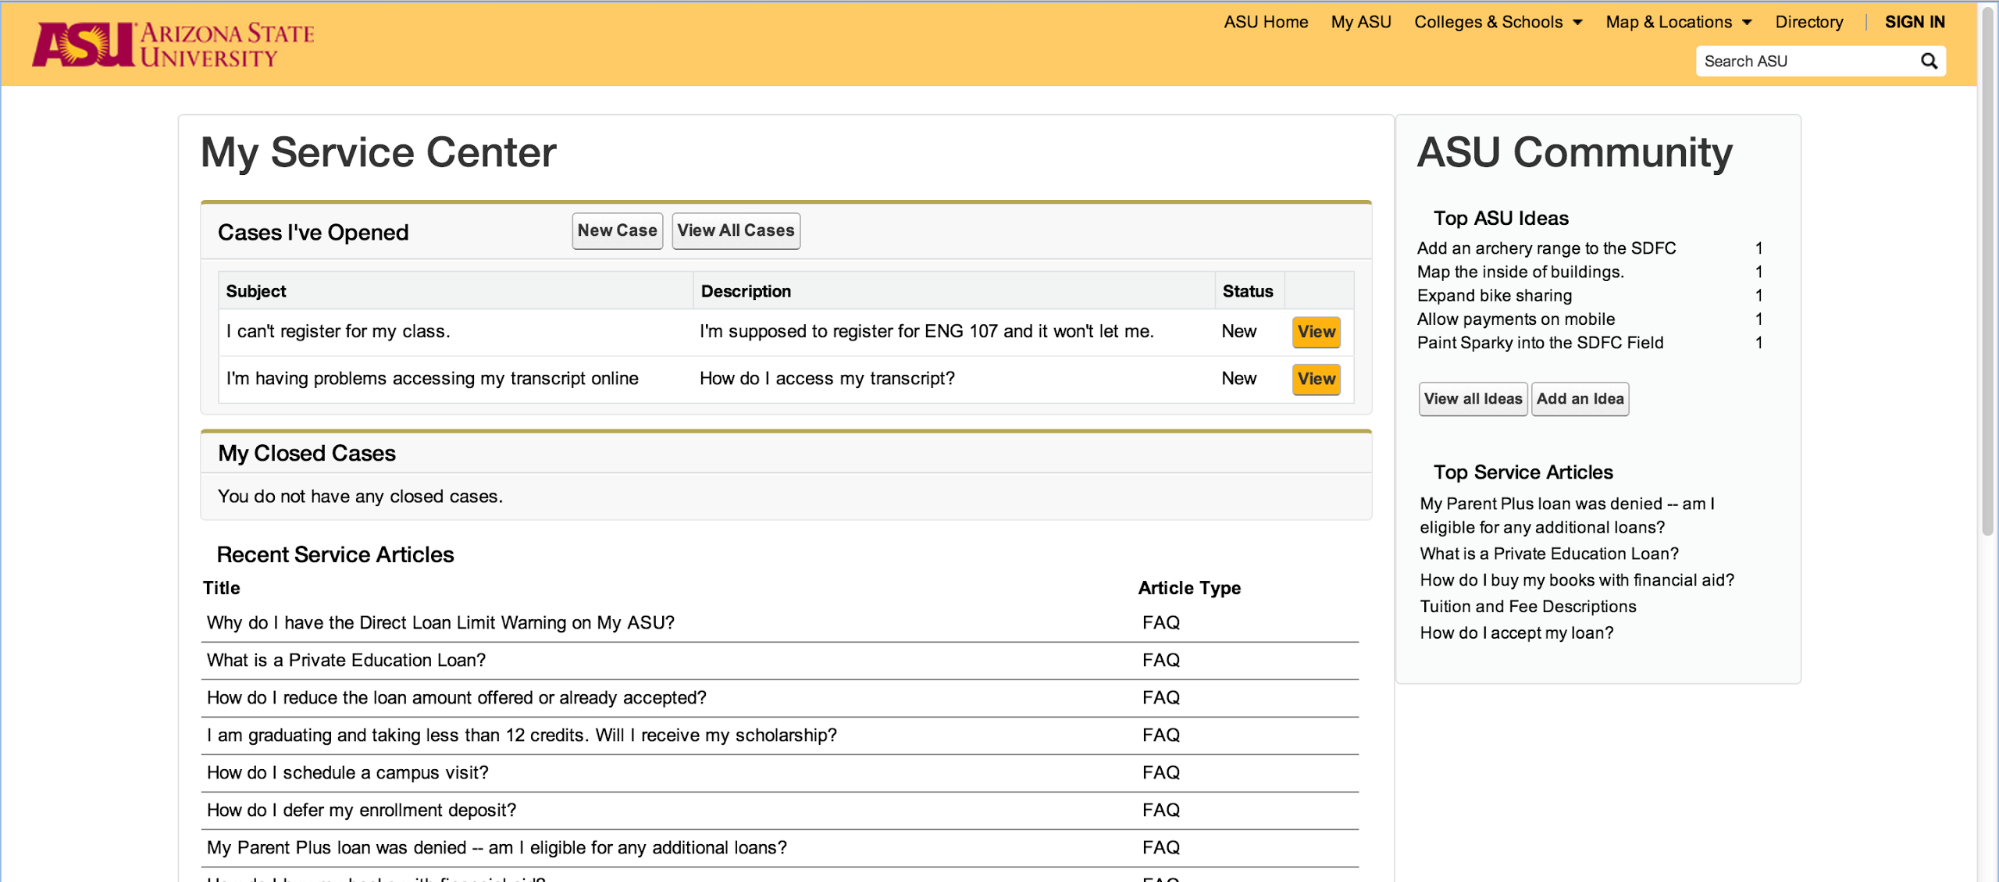 ASU ARIZONA STATE UNIVERSITY
ASU Home My ASU Colleges & Schools Map & Locations Directory | SIGN IN
Search ASU
My Service Center
Cases I've Opened New Case View All Cases
Subject Description Status
I can't register for my class. I'm supposed to register for ENG 107 and it won't let me. New View
I'm having problems accessing my transcript online How do I access my transcript? New View
My Closed Cases
You do not have any closed cases.
Recent Service Articles
Title Article Type
Why do I have the Direct Loan Limit Warning on My ASU? FAQ
What is a Private Education Loan? FAQ
How do I reduce the loan amount offered or already accepted? FAQ
I am graduating and taking less than 12 credits. Will I receive my scholarship? FAQ
How do I schedule a campus visit? FAQ
How do I defer my enrollment deposit? FAQ
My Parent Plus loan was denied -- am I eligible for any additional loans? FAQ
How do I buy my books with financial aid? FAQ
ASU Community
Top ASU Ideas
Add an archery range to the SDFC 1
Map the inside of buildings. 1
Expand bike sharing 1
Allow payments on mobile 1
Paint Sparky into the SDFC Field 1
View all Ideas Add an Idea
Top Service Articles
My Parent Plus loan was denied -- am I
eligible for any additional loans?
What is a Private Education Loan?
How do I buy my books with financial aid?
Tuition and Fee Descriptions
How do I accept my loan?